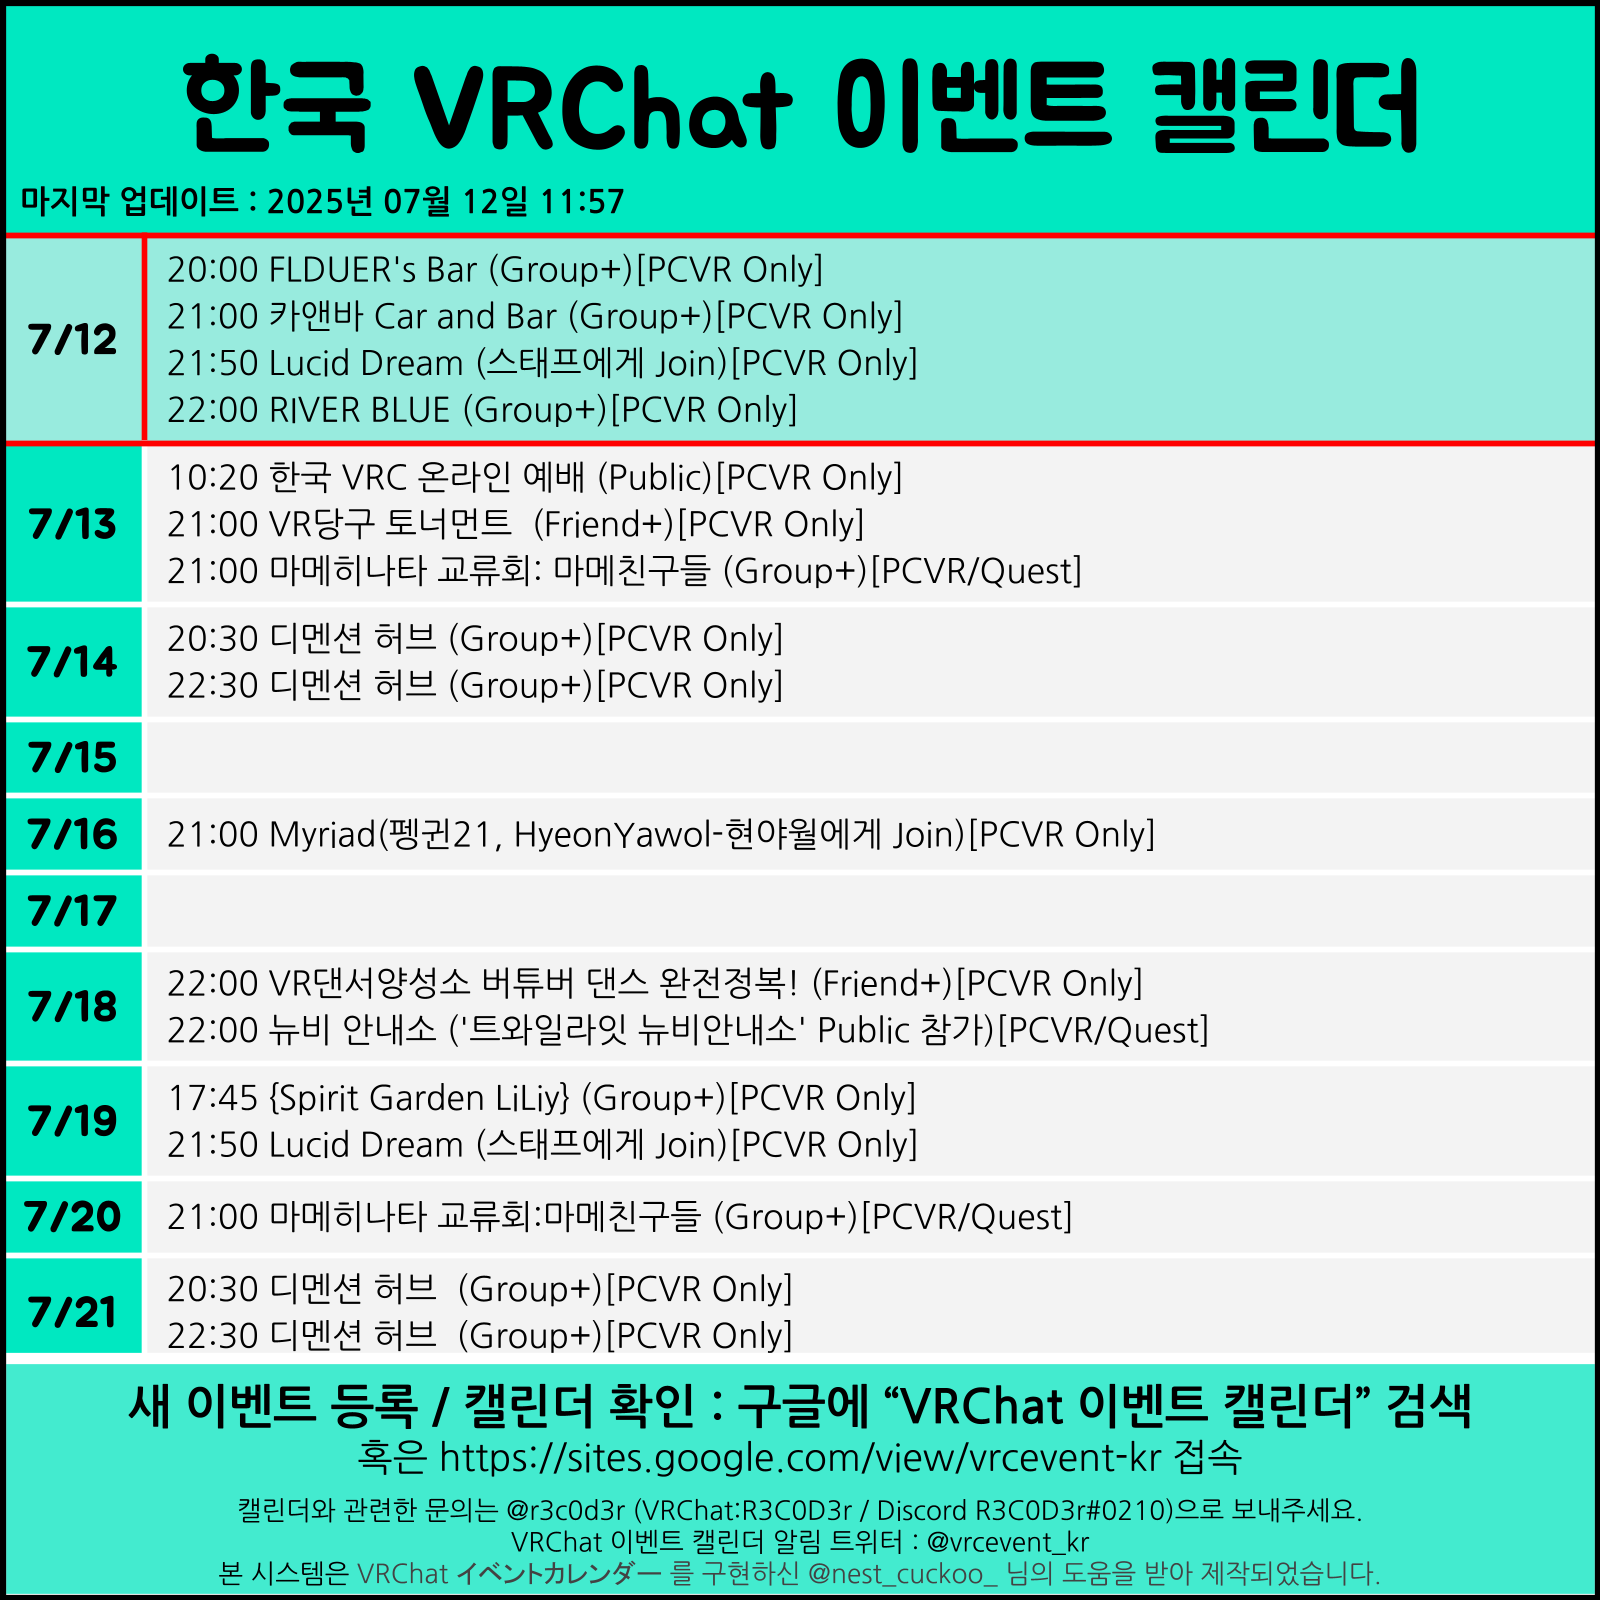 한국 VRChat 이벤트 캘린더
마지막 업데이트 : 2025년 07월 12일 11:57
7/12
20:00 FLDUER's Bar (Group+)[PCVR Only]
21:00 카앤바 Car and Bar (Group+)[PCVR Only]
21:50 Lucid Dream (스태프에게 Join)[PCVR Only]
22:00 RIVER BLUE (Group+)[PCVR Only]
7/13
10:20 한국 VRC 온라인 예배 (Public)[PCVR Only]
21:00 VR당구 토너먼트  (Friend+)[PCVR Only]
21:00 마메히나타 교류회: 마메친구들 (Group+)[PCVR/Quest]
7/14
20:30 디멘션 허브 (Group+)[PCVR Only]
22:30 디멘션 허브 (Group+)[PCVR Only]
7/15
7/16
21:00 Myriad(펭귄21, HyeonYawol-현야월에게 Join)[PCVR Only]
7/17
7/18
22:00 VR댄서양성소 버튜버 댄스 완전정복! (Friend+)[PCVR Only]
22:00 뉴비 안내소 ('트와일라잇 뉴비안내소' Public 참가)[PCVR/Quest]
7/19
17:45 {Spirit Garden LiLiy} (Group+)[PCVR Only]
21:50 Lucid Dream (스태프에게 Join)[PCVR Only]
7/20
21:00 마메히나타 교류회:마메친구들 (Group+)[PCVR/Quest]
7/21
20:30 디멘션 허브  (Group+)[PCVR Only]
22:30 디멘션 허브  (Group+)[PCVR Only]
새 이벤트 등록 / 캘린더 확인 : 구글에 “VRChat 이벤트 캘린더” 검색
혹은 https://sites.google.com/view/vrcevent-kr 접속
캘린더와 관련한 문의는 @r3c0d3r (VRChat:R3C0D3r / Discord R3C0D3r#0210)으로 보내주세요.
VRChat 이벤트 캘린더 알림 트위터 : @vrcevent_kr
본 시스템은 VRChat イベントカレンダー 를 구현하신 @nest_cuckoo_ 님의 도움을 받아 제작되었습니다.